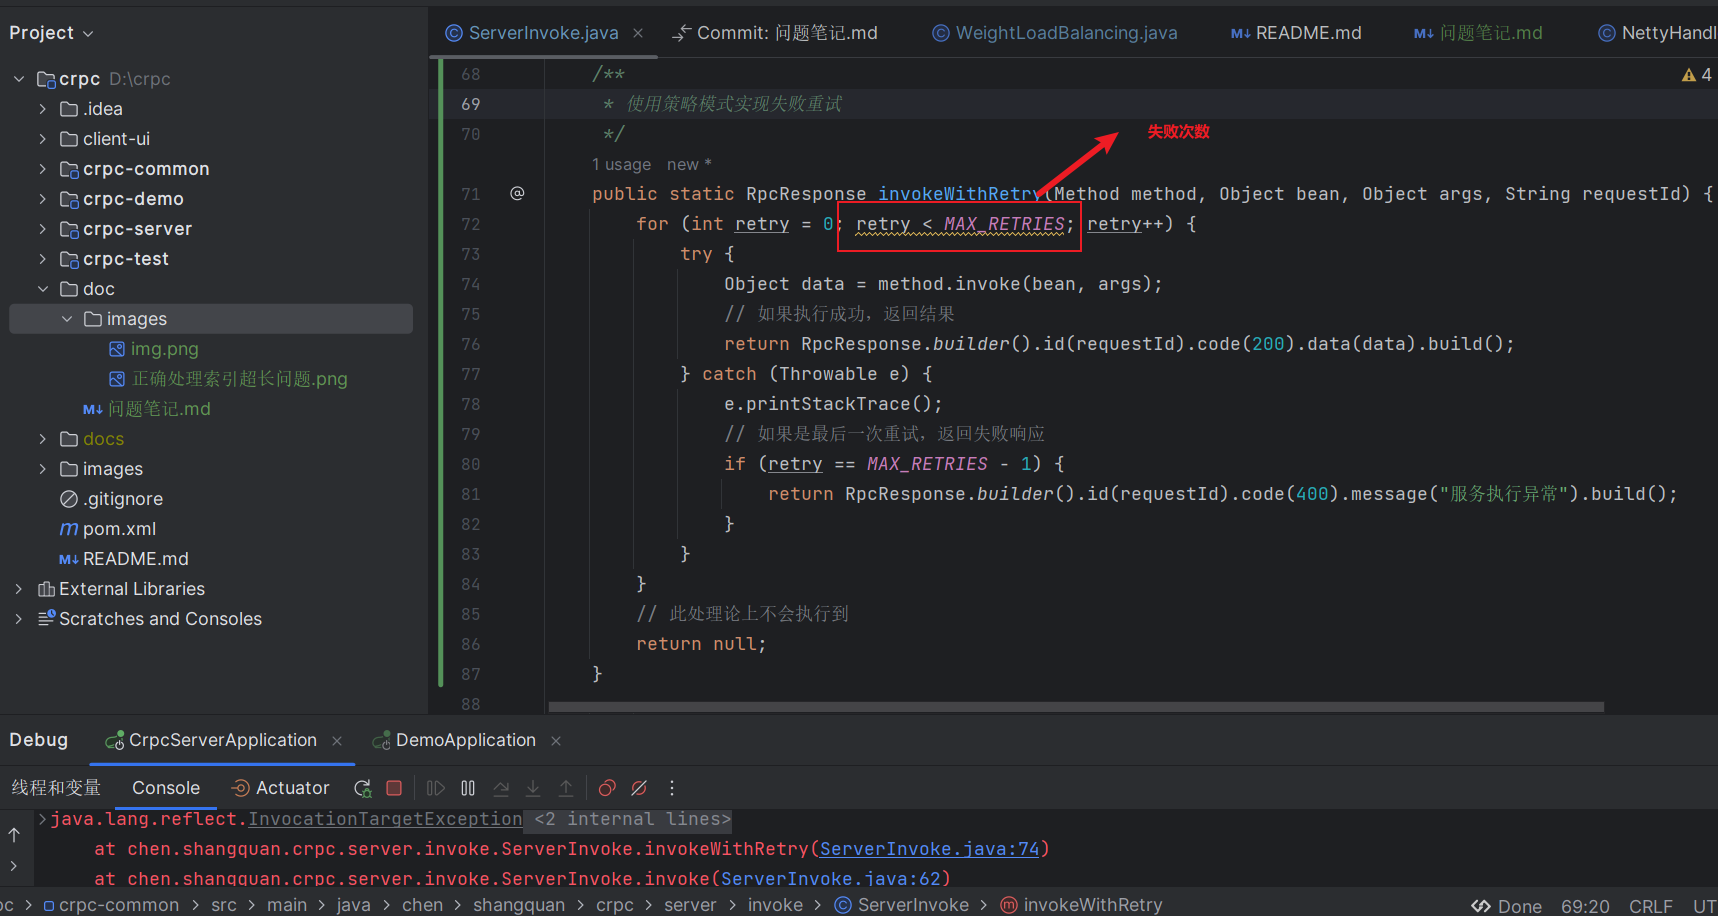 Project
ServerInvoke.java
Commit: 问题笔记.md
WeightLoadBalancing.java
M↓ README.md
M↓ 问题笔记.md
NettyHandl
crpc D:\crpc
.idea
client-ui
crpc-common
crpc-demo
crpc-server
crpc-test
doc
images
img.png
正确处理索引超长问题.png
M↓ 问题笔记.md
docs
images
.gitignore
m pom.xml
M↓ README.md
External Libraries
Scratches and Consoles
4
68 /**
69 * 使用策略模式实现失败重试
70 */
失败次数
1 usage new *
71 @ public static RpcResponse invokeWithRetry(Method method, Object bean, Object args, String requestId) {
72 for (int retry = 0; retry < MAX_RETRIES; retry++) {
73 try {
74 Object data = method.invoke(bean, args);
75 // 如果执行成功，返回结果
76 return RpcResponse.builder().id(requestId).code(200).data(data).build();
77 } catch (Throwable e) {
78 e.printStackTrace();
79 // 如果是最后一次重试，返回失败响应
80 if (retry == MAX_RETRIES - 1) {
81 return RpcResponse.builder().id(requestId).code(400).message("服务执行异常").build();
82 }
83 }
84 }
85 // 此处理论上不会执行到
86 return null;
87 }
88
Debug CrpcServerApplication DemoApplication
线程和变量 Console Actuator
java.lang.reflect.InvocationTargetException <2 internal lines>
at chen.shangquan.crpc.server.invoke.ServerInvoke.invokeWithRetry(ServerInvoke.java:74)
at chen.shangquan.crpc.server.invoke.ServerInvoke.invoke(ServerInvoke.java:62)
pc > crpc-common > src > main > java > chen > shangquan > crpc > server > invoke > ServerInvoke > invokeWithRetry
Done 69:20 CRLF UT